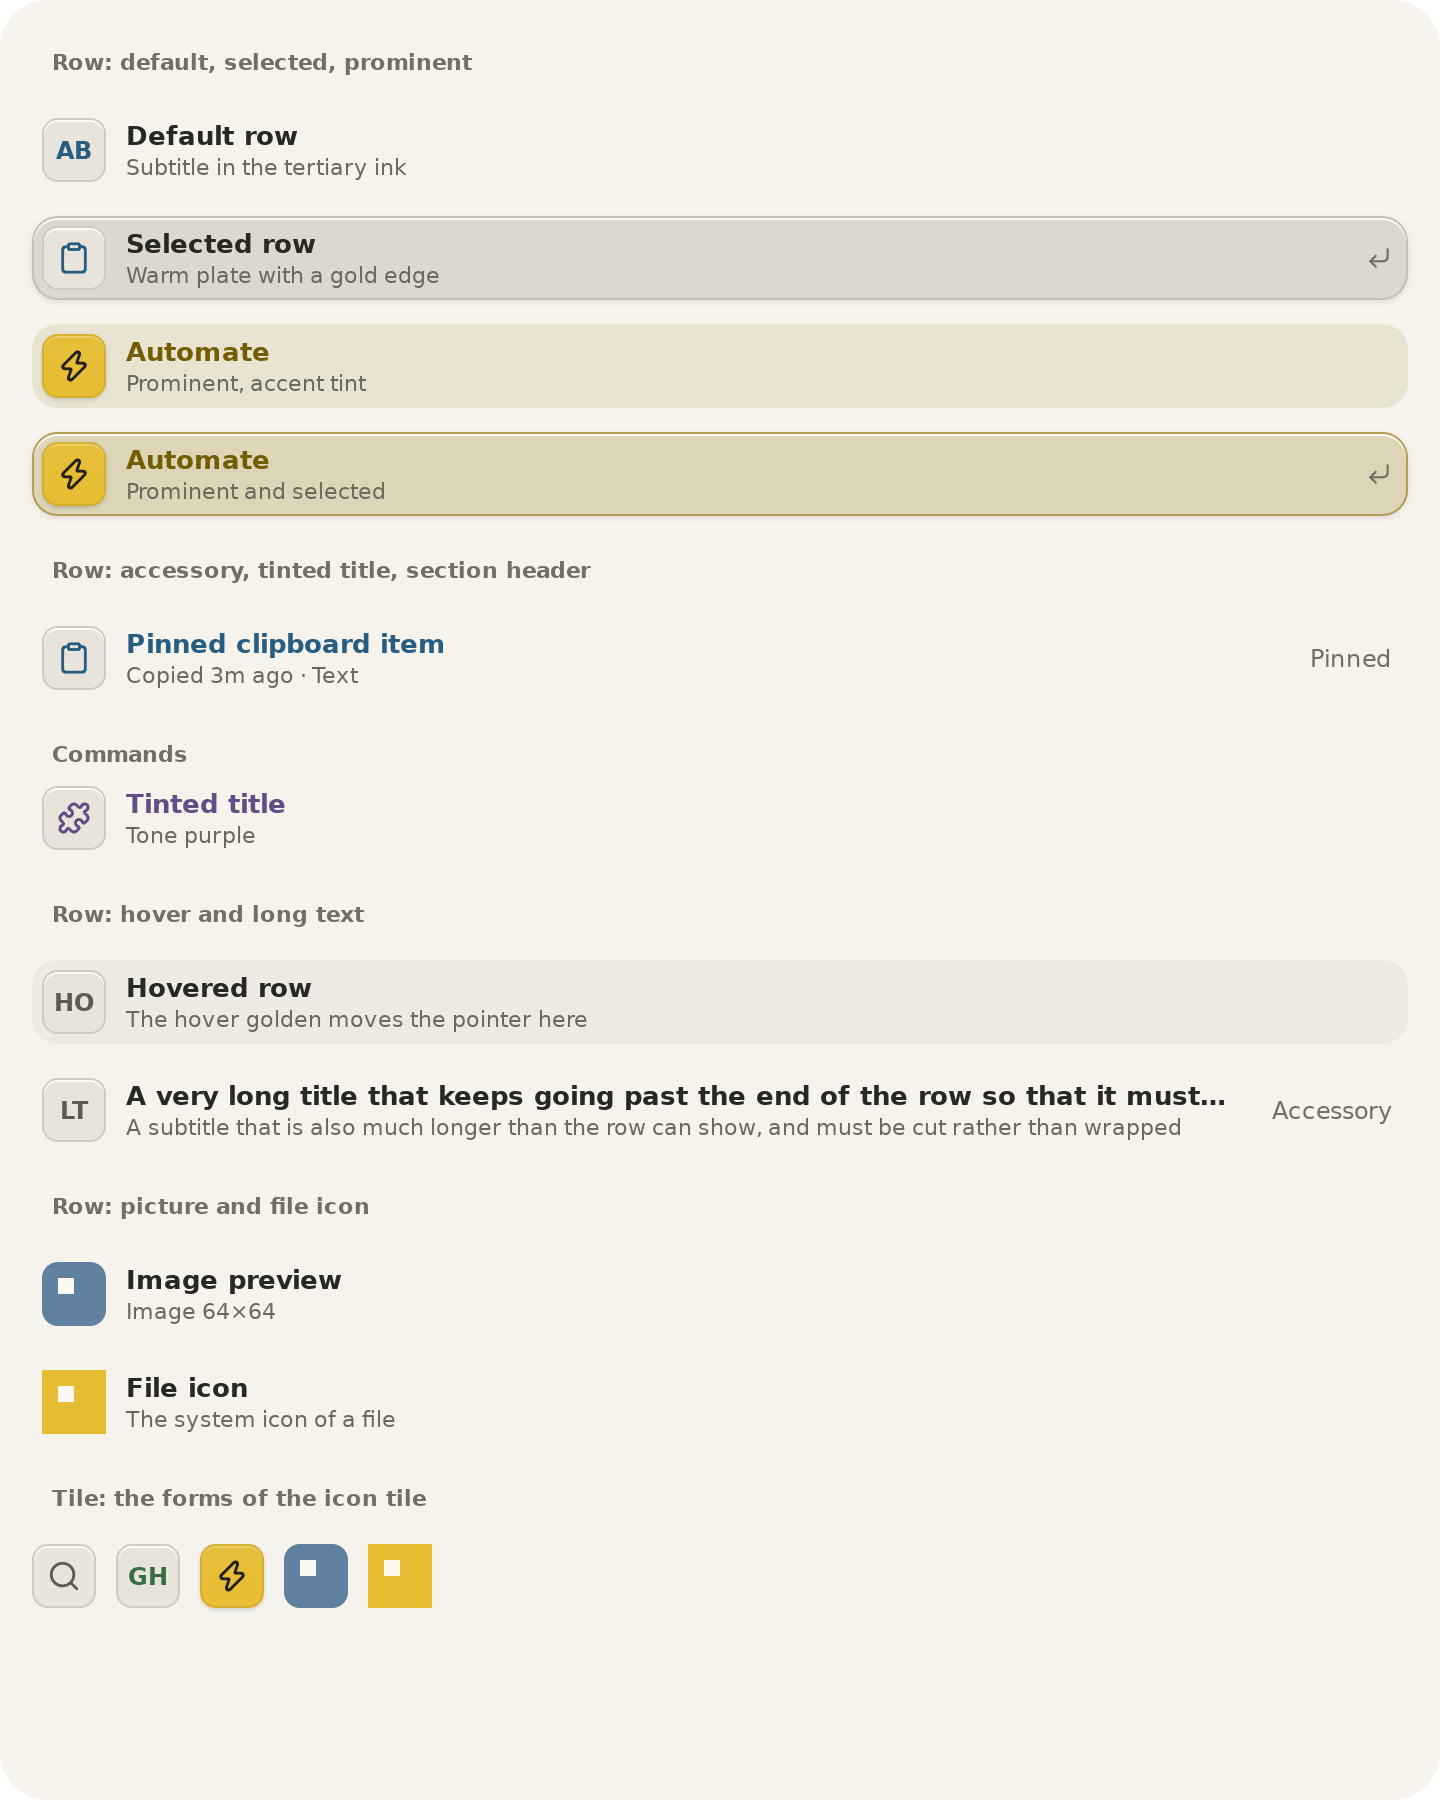 Row: default, selected, prominent
AB
Default row
Subtitle in the tertiary ink
Selected row
Warm plate with a gold edge
Automate
Prominent, accent tint
Automate
Prominent and selected
Row: accessory, tinted title, section header
Pinned clipboard item
Copied 3m ago · Text
Pinned
Commands
Tinted title
Tone purple
Row: hover and long text
HO
Hovered row
The hover golden moves the pointer here
LT
A very long title that keeps going past the end of the row so that it must…
A subtitle that is also much longer than the row can show, and must be cut rather than wrapped
Accessory
Row: picture and file icon
Image preview
Image 64×64
File icon
The system icon of a file
Tile: the forms of the icon tile
GH